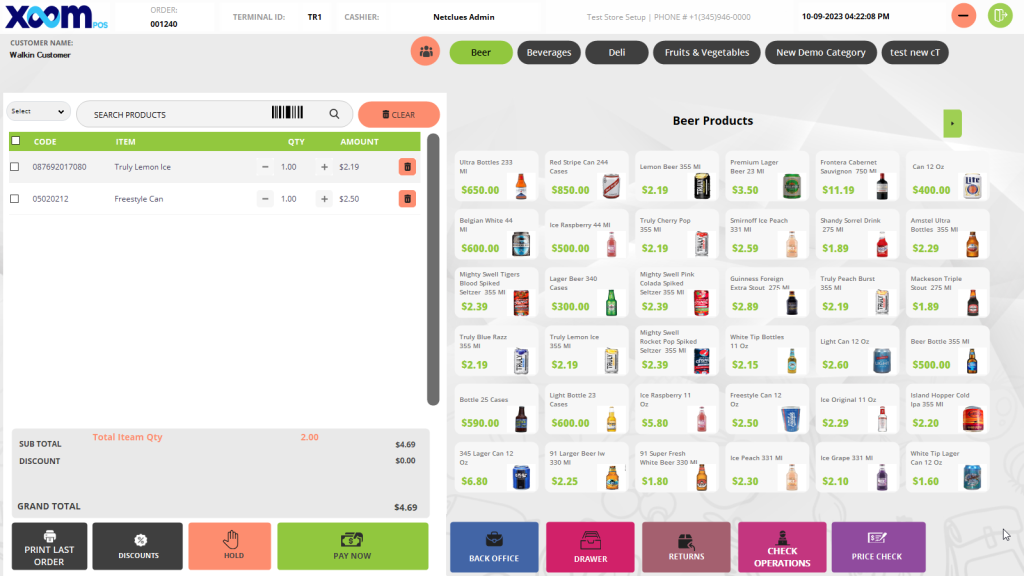 XOOM POS
ORDER:
001240
TERMINAL ID:
TR1
CASHIER:
Netclues Admin
Test Store Setup | PHONE # +1(345)946-0000
10-09-2023 04:22:08 PM
CUSTOMER NAME:
Walkin Customer
Beer
Beverages
Deli
Fruits & Vegetables
New Demo Category
test new cT
Select
SEARCH PRODUCTS
CLEAR
CODE ITEM QTY AMOUNT
087692017080 Truly Lemon Ice − 1.00 + $2.19
05020212 Freestyle Can − 1.00 + $2.50
SUB TOTAL Total Iteam Qty 2.00 $4.69
DISCOUNT $0.00
GRAND TOTAL $4.69
PRINT LAST
ORDER
DISCOUNTS
HOLD
PAY NOW
Beer Products
Ultra Bottles 233
Ml
$650.00
Red Stripe Can 244
Cases
$850.00
Lemon Beer 355 Ml
$2.19
Premium Lager
Beer 23 Ml
$3.50
Frontera Cabernet
Sauvignon 750 Ml
$11.19
Can 12 Oz
$400.00
Belgian White 44
Ml
$600.00
Ice Raspberry 44 Ml
$500.00
Truly Cherry Pop
355 Ml
$2.19
Smirnoff Ice Peach
331 Ml
$2.59
Shandy Sorrel Drink
275 Ml
$1.89
Amstel Ultra
Bottles 355 Ml
$2.29
Mighty Swell Tigers
Blood Spiked
Seltzer 355 Ml
$2.39
Lager Beer 340
Cases
$300.00
Mighty Swell Pink
Colada Spiked
Seltzer 355 Ml
$2.39
Guinness Foreign
Extra Stout 275 Ml
$2.89
Truly Peach Burst
355 Ml
$2.19
Mackeson Triple
Stout 275 Ml
$1.89
Truly Blue Razz
355 Ml
$2.19
Truly Lemon Ice
355 Ml
$2.19
Mighty Swell
Rocket Pop Spiked
Seltzer 355 Ml
$2.39
White Tip Bottles
11 Oz
$2.15
Light Can 12 Oz
$2.60
Beer Bottle 355 Ml
$500.00
Bottle 25 Cases
$590.00
Light Bottle 23
Cases
$600.00
Ice Raspberry 11
Oz
$5.80
Freestyle Can 12
Oz
$2.50
Ice Original 11 Oz
$2.29
Island Hopper Cold
Ipa 355 Ml
$2.20
345 Lager Can 12
Oz
$6.80
91 Larger Beer Iw
330 Ml
$2.25
91 Super Fresh
White Beer 330 Ml
$1.80
Ice Peach 331 Ml
$2.30
Ice Grape 331 Ml
$2.10
White Tip Lager
Can 12 Oz
$1.60
BACK OFFICE
DRAWER
RETURNS
CHECK
OPERATIONS
PRICE CHECK